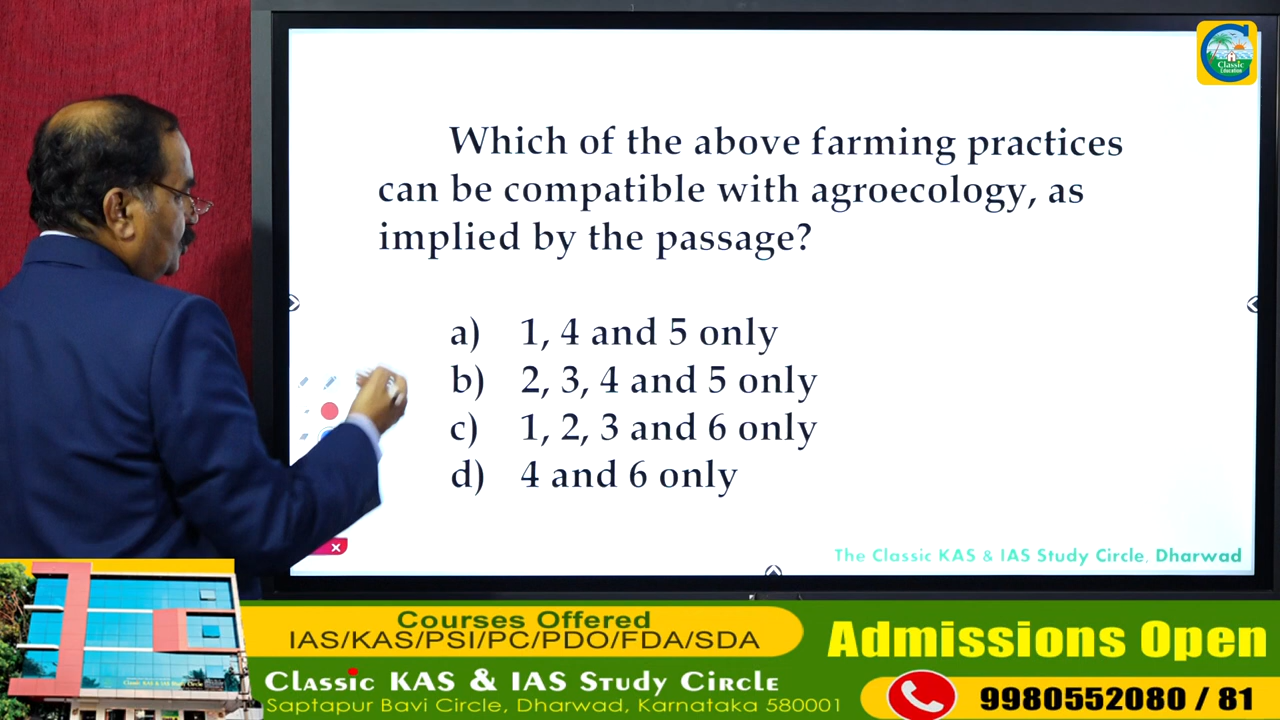 Classic
Education
Which of the above farming practices
can be compatible with agroecology, as
implied by the passage?
a) 1, 4 and 5 only
b) 2, 3, 4 and 5 only
c) 1, 2, 3 and 6 only
d) 4 and 6 only
The Classic KAS & IAS Study Circle, Dharwad
Courses Offered
IAS/KAS/PSI/PC/PDO/FDA/SDA
Classic KAS & IAS Study Circle
Saptapur Bavi Circle, Dharwad, Karnataka 580001
Admissions Open
9980552080 / 81